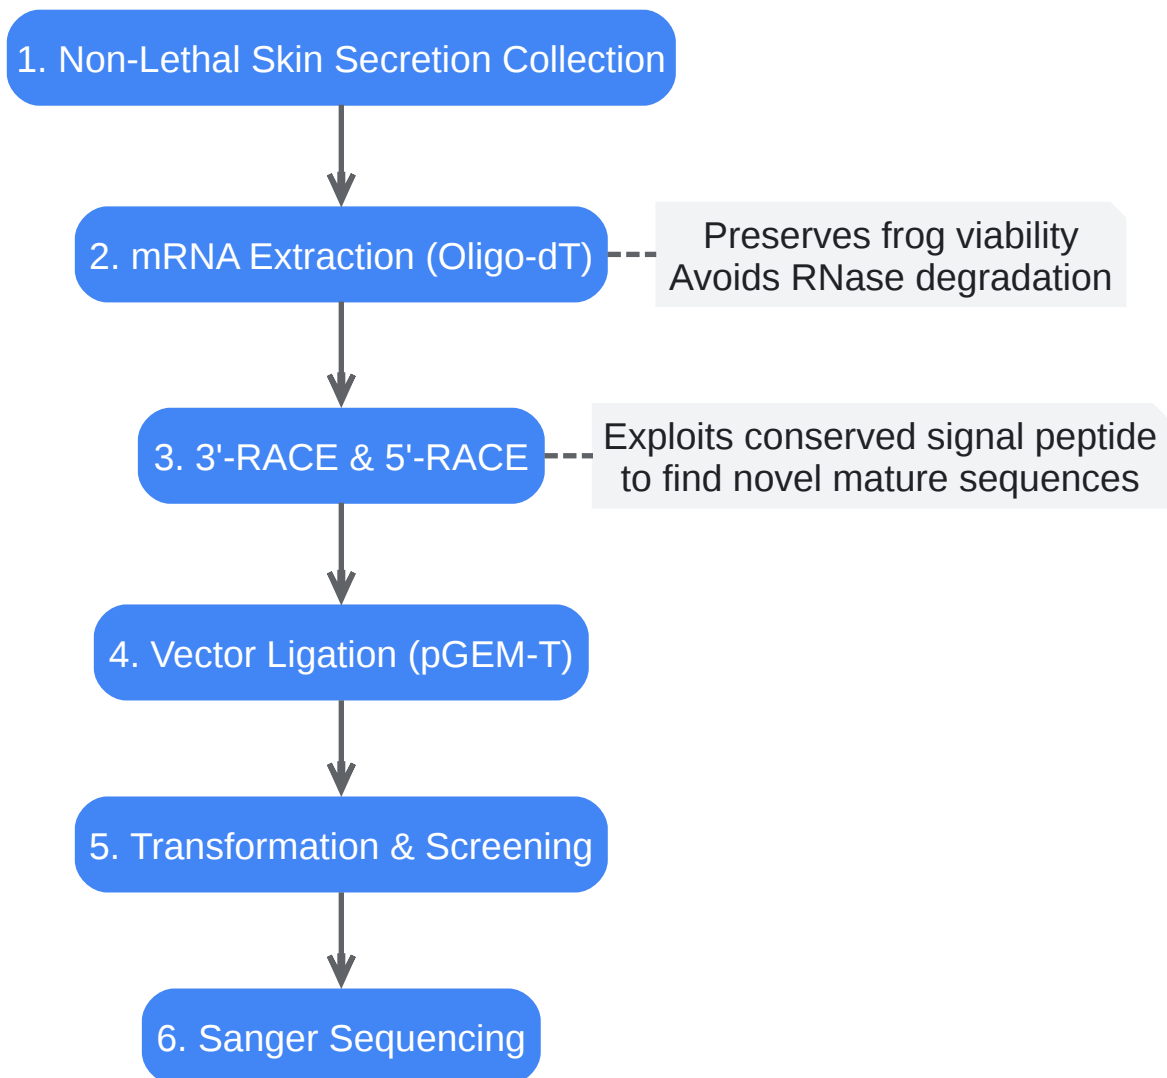 1. Non-Lethal Skin Secretion Collection
2. mRNA Extraction (Oligo-dT)
Preserves frog viability
Avoids RNase degradation
3. 3'-RACE & 5'-RACE
Exploits conserved signal peptide
to find novel mature sequences
4. Vector Ligation (pGEM-T)
5. Transformation & Screening
6. Sanger Sequencing